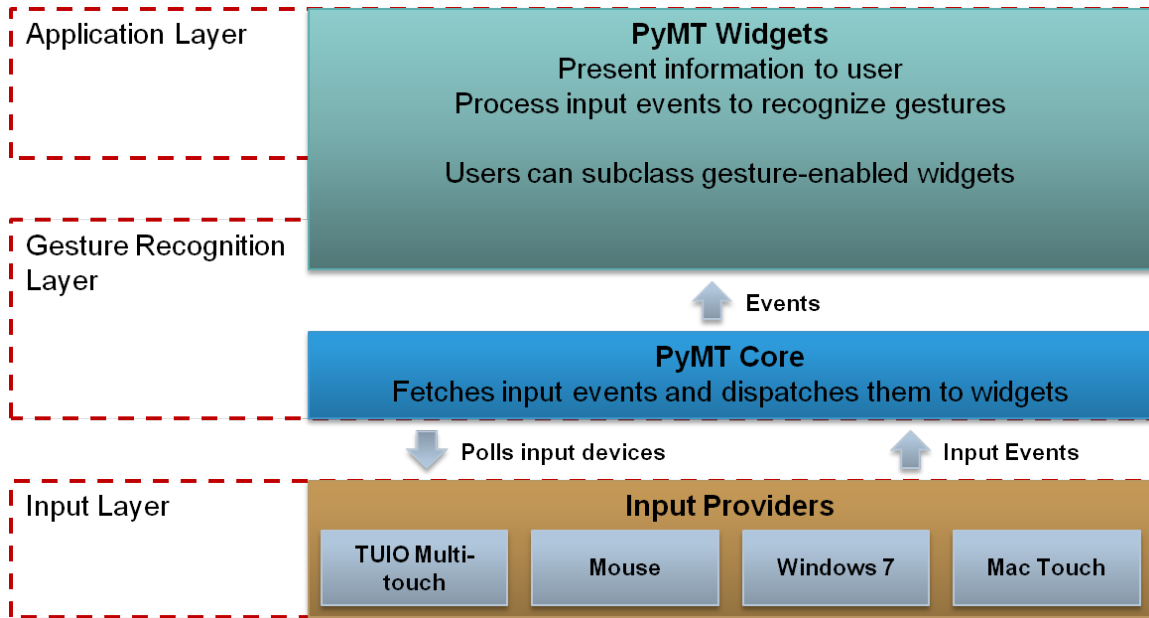 Application Layer
PyMT Widgets
Present information to user
Process input events to recognize gestures
Users can subclass gesture-enabled widgets
Gesture Recognition
Layer
Events
PyMT Core
Fetches input events and dispatches them to widgets
Polls input devices
Input Events
Input Layer
Input Providers
TUIO Multi-
touch
Mouse
Windows 7
Mac Touch